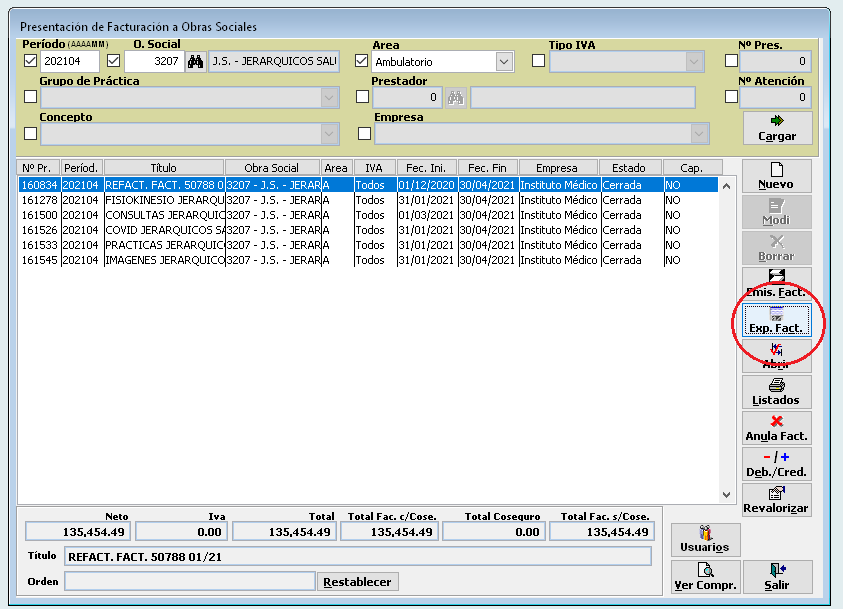 Presentación de Facturación a Obras Sociales
Período (AAAAMM) O. Social Area Tipo IVA Nº Pres.
202104 3207 J.S. - JERARQUICOS SALU Ambulatorio 0
Grupo de Práctica Prestador Nº Atención
0 0
Concepto Empresa
Cargar
Nº Pr. Períod. Título Obra Social Area IVA Fec. Ini. Fec. Fin Empresa Estado Cap.
160834 202104 REFACT. FACT. 50788 0 3207 - J.S. - JERAR A Todos 01/12/2020 30/04/2021 Instituto Médico Cerrada NO
161278 202104 FISIOKINESIO JERARQU 3207 - J.S. - JERAR A Todos 31/01/2021 30/04/2021 Instituto Médico Cerrada NO
161500 202104 CONSULTAS JERARQUIC 3207 - J.S. - JERAR A Todos 01/03/2021 30/04/2021 Instituto Médico Cerrada NO
161526 202104 COVID JERARQUICOS SA 3207 - J.S. - JERAR A Todos 31/01/2021 30/04/2021 Instituto Médico Cerrada NO
161533 202104 PRACTICAS JERARQUIC 3207 - J.S. - JERAR A Todos 31/01/2021 30/04/2021 Instituto Médico Cerrada NO
161545 202104 IMAGENES JERARQUICO 3207 - J.S. - JERAR A Todos 31/01/2021 30/04/2021 Instituto Médico Cerrada NO
Nuevo
Modi
Borrar
Emis. Fact.
Exp. Fact.
Abrir
Listados
Anula Fact.
- / +
Deb./Cred.
Revalorizar
Neto Iva Total Total Fac. c/Cose. Total Coseguro Total Fac. s/Cose.
135,454.49 0.00 135,454.49 135,454.49 0.00 135,454.49
Título REFACT. FACT. 50788 01/21
Orden Restablecer
Usuarios
Ver Compr. Salir